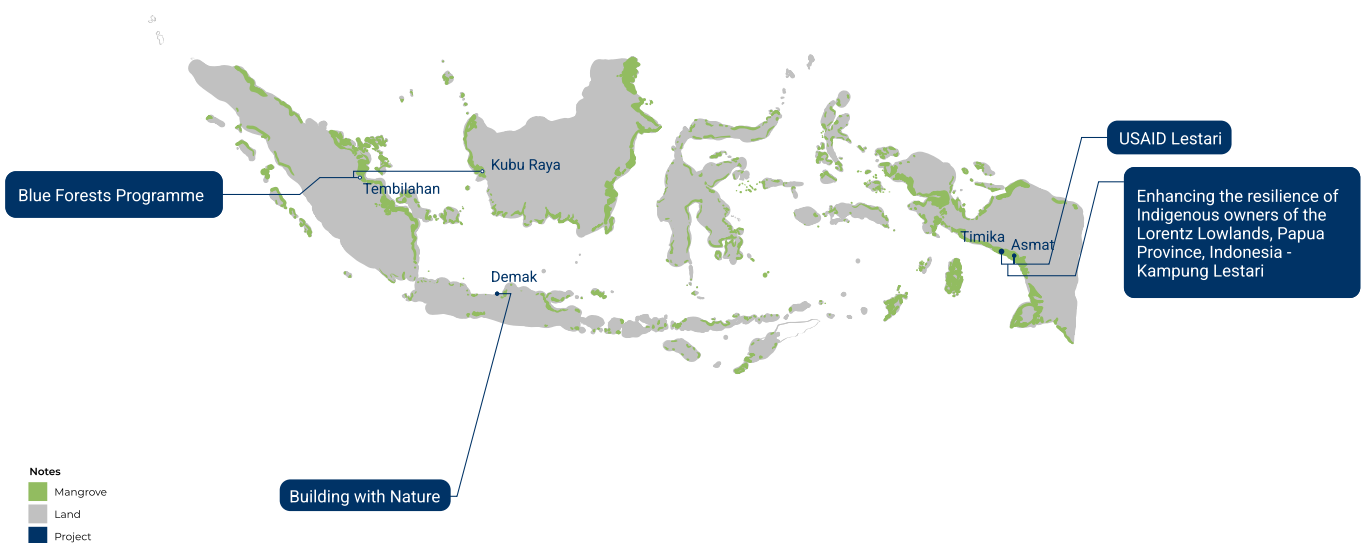 USAID Lestari
Enhancing the resilience of
Indigenous owners of the
Lorentz Lowlands, Papua
Province, Indonesia -
Kampung Lestari
Kubu Raya
Blue Forests Programme
Tembilahan
Timika
Asmat
Demak
Building with Nature
Notes
Mangrove
Land
Project